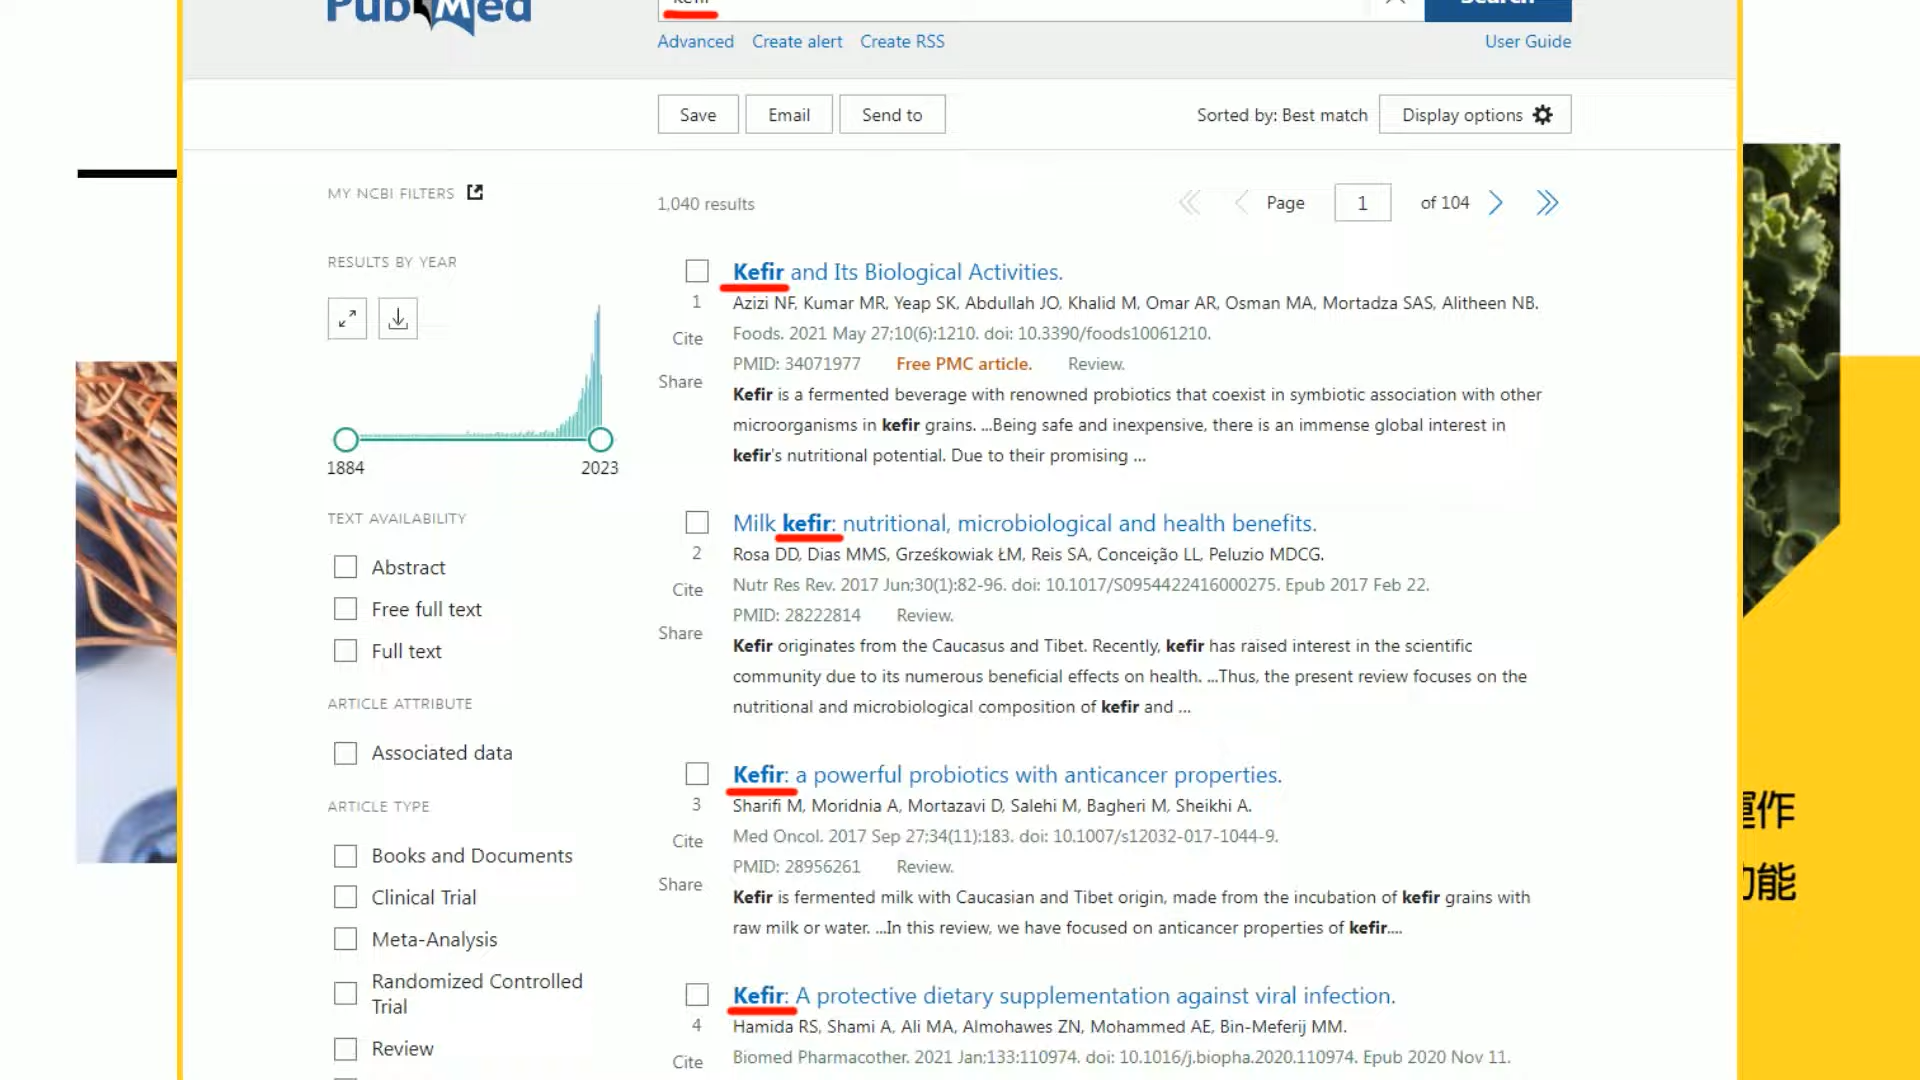 PubMed
kefir
Search
Advanced Create alert Create RSS
User Guide
Save Email Send to
Sorted by: Best match Display options
MY NCBI FILTERS
1,040 results
Page 1 of 104
RESULTS BY YEAR
1884 2023
TEXT AVAILABILITY
Abstract
Free full text
Full text
ARTICLE ATTRIBUTE
Associated data
ARTICLE TYPE
Books and Documents
Clinical Trial
Meta-Analysis
Randomized Controlled
Trial
Review
Kefir and Its Biological Activities.
1
Azizi NF, Kumar MR, Yeap SK, Abdullah JO, Khalid M, Omar AR, Osman MA, Mortadza SAS, Alitheen NB.
Cite
Foods. 2021 May 27;10(6):1210. doi: 10.3390/foods10061210.
PMID: 34071977 Free PMC article. Review.
Share
Kefir is a fermented beverage with renowned probiotics that coexist in symbiotic association with other
microorganisms in kefir grains. ...Being safe and inexpensive, there is an immense global interest in
kefir's nutritional potential. Due to their promising ...
Milk kefir: nutritional, microbiological and health benefits.
2
Rosa DD, Dias MMS, Grześkowiak ŁM, Reis SA, Conceição LL, Peluzio MDCG.
Cite
Nutr Res Rev. 2017 Jun;30(1):82-96. doi: 10.1017/S0954422416000275. Epub 2017 Feb 22.
PMID: 28222814 Review.
Share
Kefir originates from the Caucasus and Tibet. Recently, kefir has raised interest in the scientific
community due to its numerous beneficial effects on health. ...Thus, the present review focuses on the
nutritional and microbiological composition of kefir and ...
Kefir: a powerful probiotics with anticancer properties.
3
Sharifi M, Moridnia A, Mortazavi D, Salehi M, Bagheri M, Sheikhi A.
Cite
Med Oncol. 2017 Sep 27;34(11):183. doi: 10.1007/s12032-017-1044-9.
PMID: 28956261 Review.
Share
Kefir is fermented milk with Caucasian and Tibet origin, made from the incubation of kefir grains with
raw milk or water. ...In this review, we have focused on anticancer properties of kefir....
Kefir: A protective dietary supplementation against viral infection.
4
Hamida RS, Shami A, Ali MA, Almohawes ZN, Mohammed AE, Bin-Meferij MM.
Cite
Biomed Pharmacother. 2021 Jan;133:110974. doi: 10.1016/j.biopha.2020.110974. Epub 2020 Nov 11.
運作
功能